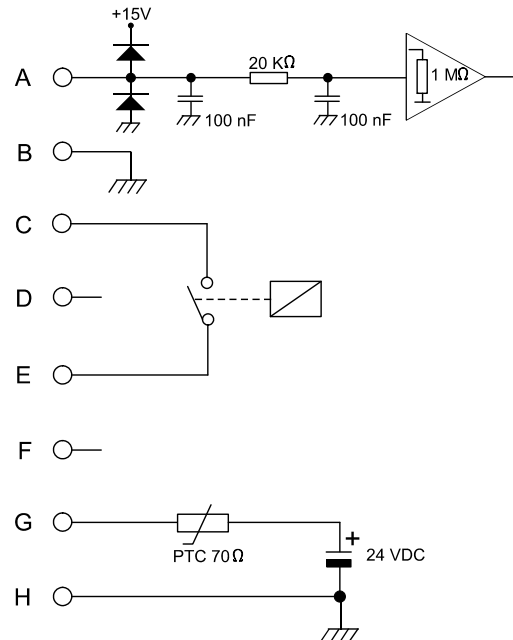 +15V
A
20 KΩ
1 MΩ
100 nF
100 nF
B
C
D
E
F
G
+
PTC 70Ω
24 VDC
H